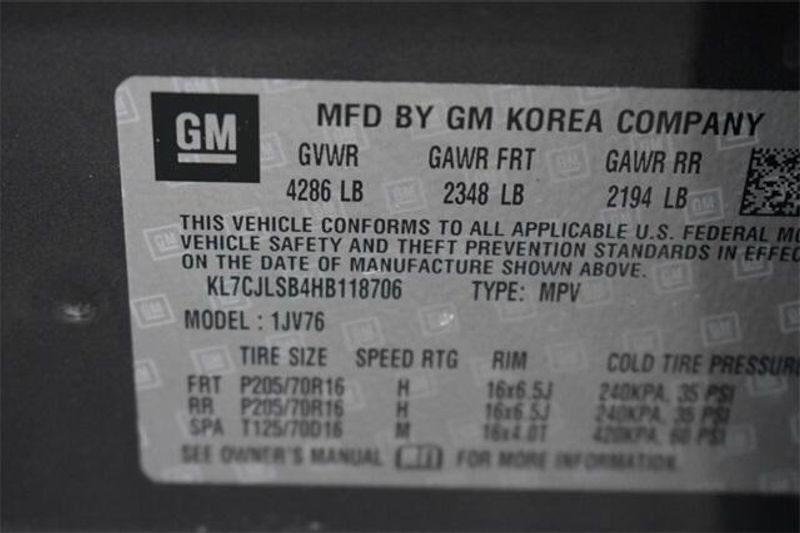 GM MFD BY GM KOREA COMPANY
GVWR GAWR FRT GAWR RR
4286 LB 2348 LB 2194 LB
THIS VEHICLE CONFORMS TO ALL APPLICABLE U.S. FEDERAL MO
VEHICLE SAFETY AND THEFT PREVENTION STANDARDS IN EFFEC
ON THE DATE OF MANUFACTURE SHOWN ABOVE.
KL7CJLSB4HB118706 TYPE: MPV
MODEL : 1JV76
TIRE SIZE SPEED RTG RIM COLD TIRE PRESSUR
FRT P205/70R16 H 16x6.5J 240KPA, 35 PSI
RR P205/70R16 H 16x6.5J 240KPA, 35 PSI
SPA T125/70D16 M 16x4.0T 420KPA, 60 PSI
SEE OWNER'S MANUAL FOR MORE INFORMATION